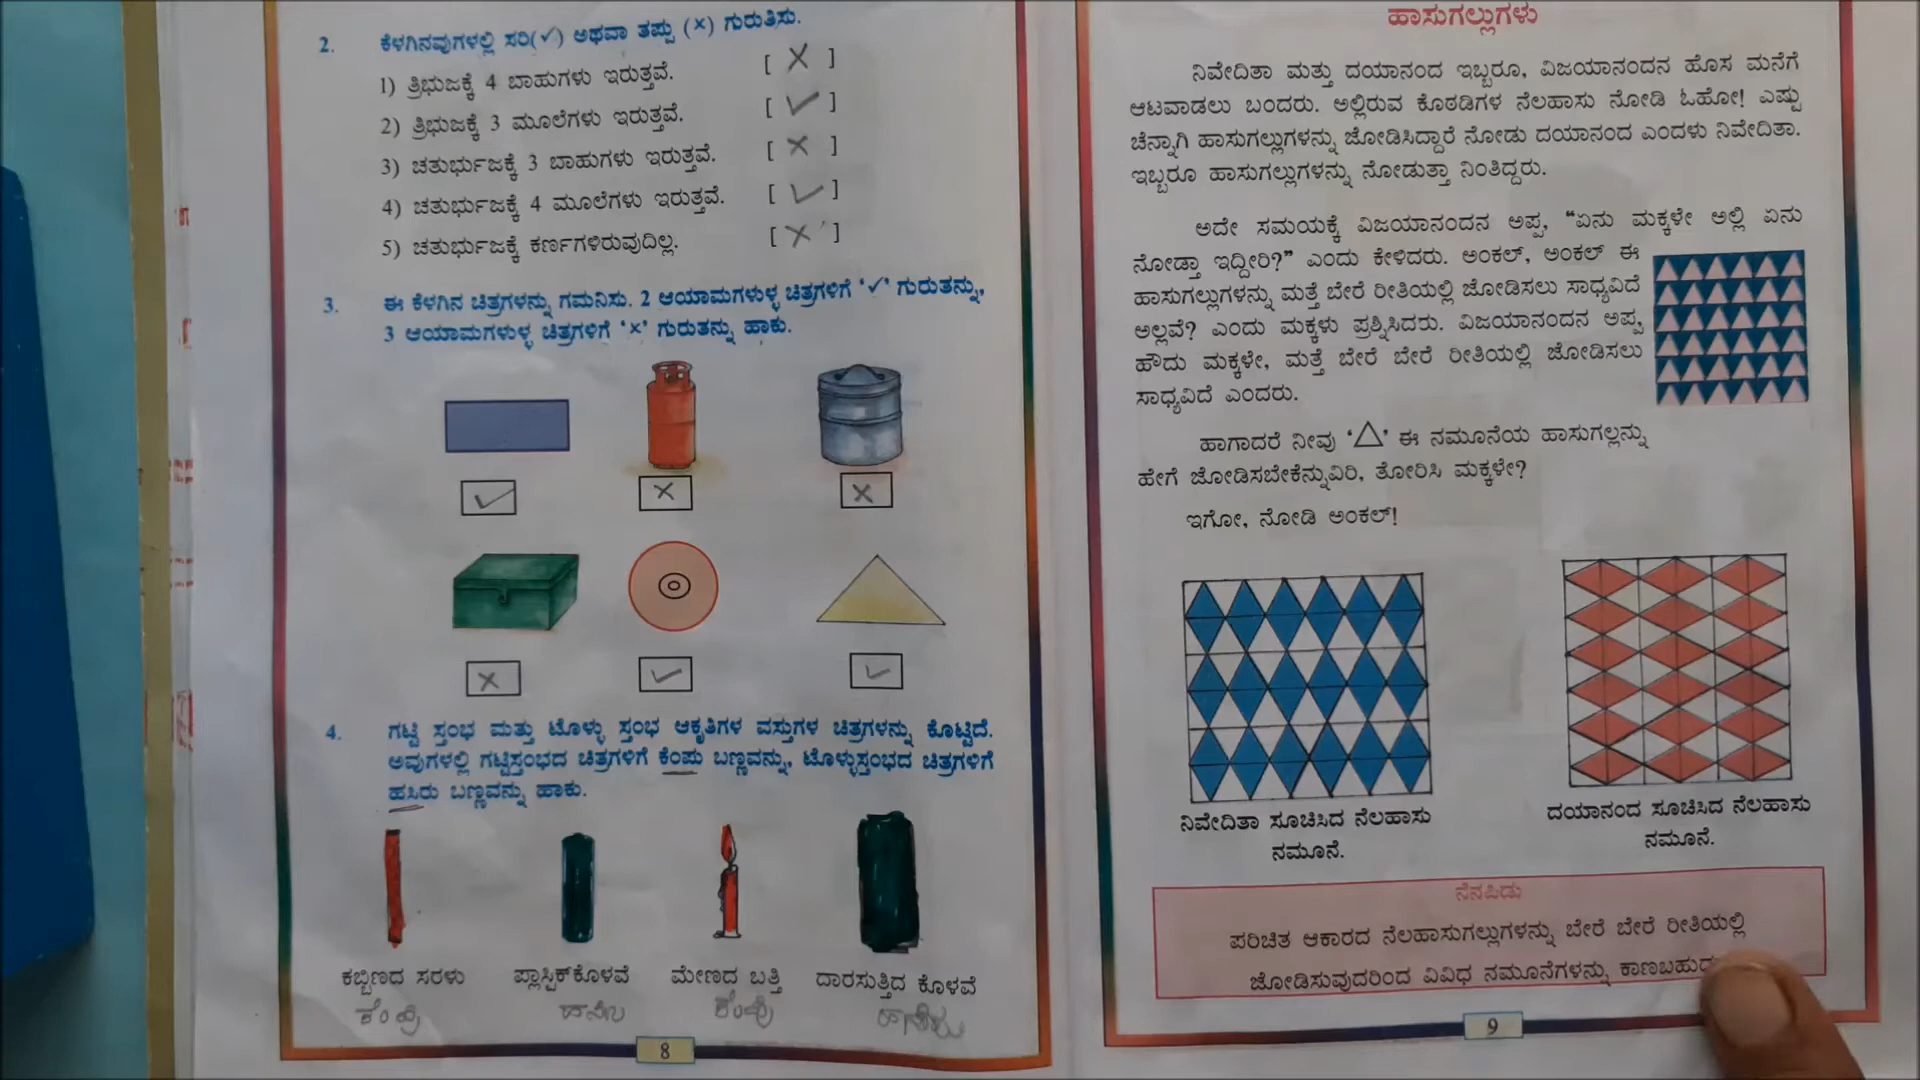 2. ಕೆಳಗಿನವುಗಳಲ್ಲಿ ಸರಿ(✓) ಅಥವಾ ತಪ್ಪು (×) ಗುರುತಿಸು.
1) ತ್ರಿಭುಜಕ್ಕೆ 4 ಬಾಹುಗಳು ಇರುತ್ತವೆ. [ × ]
2) ತ್ರಿಭುಜಕ್ಕೆ 3 ಮೂಲೆಗಳು ಇರುತ್ತವೆ. [ ✓ ]
3) ಚತುರ್ಭುಜಕ್ಕೆ 3 ಬಾಹುಗಳು ಇರುತ್ತವೆ. [ × ]
4) ಚತುರ್ಭುಜಕ್ಕೆ 4 ಮೂಲೆಗಳು ಇರುತ್ತವೆ. [ ✓ ]
5) ಚತುರ್ಭುಜಕ್ಕೆ ಕರ್ಣಗಳಿರುವುದಿಲ್ಲ. [ × ]
3. ಈ ಕೆಳಗಿನ ಚಿತ್ರಗಳನ್ನು ಗಮನಿಸು. 2 ಆಯಾಮಗಳುಳ್ಳ ಚಿತ್ರಗಳಿಗೆ ‘✓’ ಗುರುತನ್ನು,
3 ಆಯಾಮಗಳುಳ್ಳ ಚಿತ್ರಗಳಿಗೆ ‘×’ ಗುರುತನ್ನು ಹಾಕು.
✓ × ×
× ✓ ✓
4. ಗಟ್ಟಿ ಸ್ತಂಭ ಮತ್ತು ಟೊಳ್ಳು ಸ್ತಂಭ ಆಕೃತಿಗಳ ವಸ್ತುಗಳ ಚಿತ್ರಗಳನ್ನು ಕೊಟ್ಟಿದೆ.
ಅವುಗಳಲ್ಲಿ ಗಟ್ಟಿಸ್ತಂಭದ ಚಿತ್ರಗಳಿಗೆ ಕೆಂಪು ಬಣ್ಣವನ್ನು, ಟೊಳ್ಳುಸ್ತಂಭದ ಚಿತ್ರಗಳಿಗೆ
ಹಸಿರು ಬಣ್ಣವನ್ನು ಹಾಕು.
ಕಬ್ಬಿಣದ ಸರಳು ಪ್ಲಾಸ್ಟಿಕ್‌ಕೊಳವೆ ಮೇಣದ ಬತ್ತಿ ದಾರಸುತ್ತಿದ ಕೊಳವೆ
8
ಹಾಸುಗಲ್ಲುಗಳು
ನಿವೇದಿತಾ ಮತ್ತು ದಯಾನಂದ ಇಬ್ಬರೂ, ವಿಜಯಾನಂದನ ಹೊಸ ಮನೆಗೆ
ಆಟವಾಡಲು ಬಂದರು. ಅಲ್ಲಿರುವ ಕೊಠಡಿಗಳ ನೆಲಹಾಸು ನೋಡಿ ಓಹೋ! ಎಷ್ಟು
ಚೆನ್ನಾಗಿ ಹಾಸುಗಲ್ಲುಗಳನ್ನು ಜೋಡಿಸಿದ್ದಾರೆ ನೋಡು ದಯಾನಂದ ಎಂದಳು ನಿವೇದಿತಾ.
ಇಬ್ಬರೂ ಹಾಸುಗಲ್ಲುಗಳನ್ನು ನೋಡುತ್ತಾ ನಿಂತಿದ್ದರು.
ಅದೇ ಸಮಯಕ್ಕೆ ವಿಜಯಾನಂದನ ಅಪ್ಪ, “ಏನು ಮಕ್ಕಳೇ ಅಲ್ಲಿ ಏನು
ನೋಡ್ತಾ ಇದ್ದೀರಿ?” ಎಂದು ಕೇಳಿದರು. ಅಂಕಲ್, ಅಂಕಲ್ ಈ
ಹಾಸುಗಲ್ಲುಗಳನ್ನು ಮತ್ತೆ ಬೇರೆ ರೀತಿಯಲ್ಲಿ ಜೋಡಿಸಲು ಸಾಧ್ಯವಿದೆ
ಅಲ್ಲವೆ? ಎಂದು ಮಕ್ಕಳು ಪ್ರಶ್ನಿಸಿದರು. ವಿಜಯಾನಂದನ ಅಪ್ಪ
ಹೌದು ಮಕ್ಕಳೇ, ಮತ್ತೆ ಬೇರೆ ಬೇರೆ ರೀತಿಯಲ್ಲಿ ಜೋಡಿಸಲು
ಸಾಧ್ಯವಿದೆ ಎಂದರು.
ಹಾಗಾದರೆ ನೀವು ‘△’ ಈ ನಮೂನೆಯ ಹಾಸುಗಲ್ಲನ್ನು
ಹೇಗೆ ಜೋಡಿಸಬೇಕೆನ್ನುವಿರಿ, ತೋರಿಸಿ ಮಕ್ಕಳೇ?
ಇಗೋ, ನೋಡಿ ಅಂಕಲ್!
ನಿವೇದಿತಾ ಸೂಚಿಸಿದ ನೆಲಹಾಸು
ನಮೂನೆ.
ದಯಾನಂದ ಸೂಚಿಸಿದ ನೆಲಹಾಸು
ನಮೂನೆ.
ನೆನಪಿಡು
ಪರಿಚಿತ ಆಕಾರದ ನೆಲಹಾಸುಗಲ್ಲುಗಳನ್ನು ಬೇರೆ ಬೇರೆ ರೀತಿಯಲ್ಲಿ
ಜೋಡಿಸುವುದರಿಂದ ವಿವಿಧ ನಮೂನೆಗಳನ್ನು
9